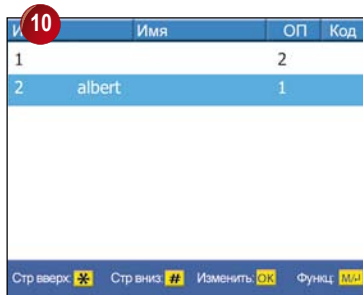 10
И Имя ОП Код
1 2
2 albert 1
Стр вверх: * Стр вниз: # Изменить: OK Функц: M/↵